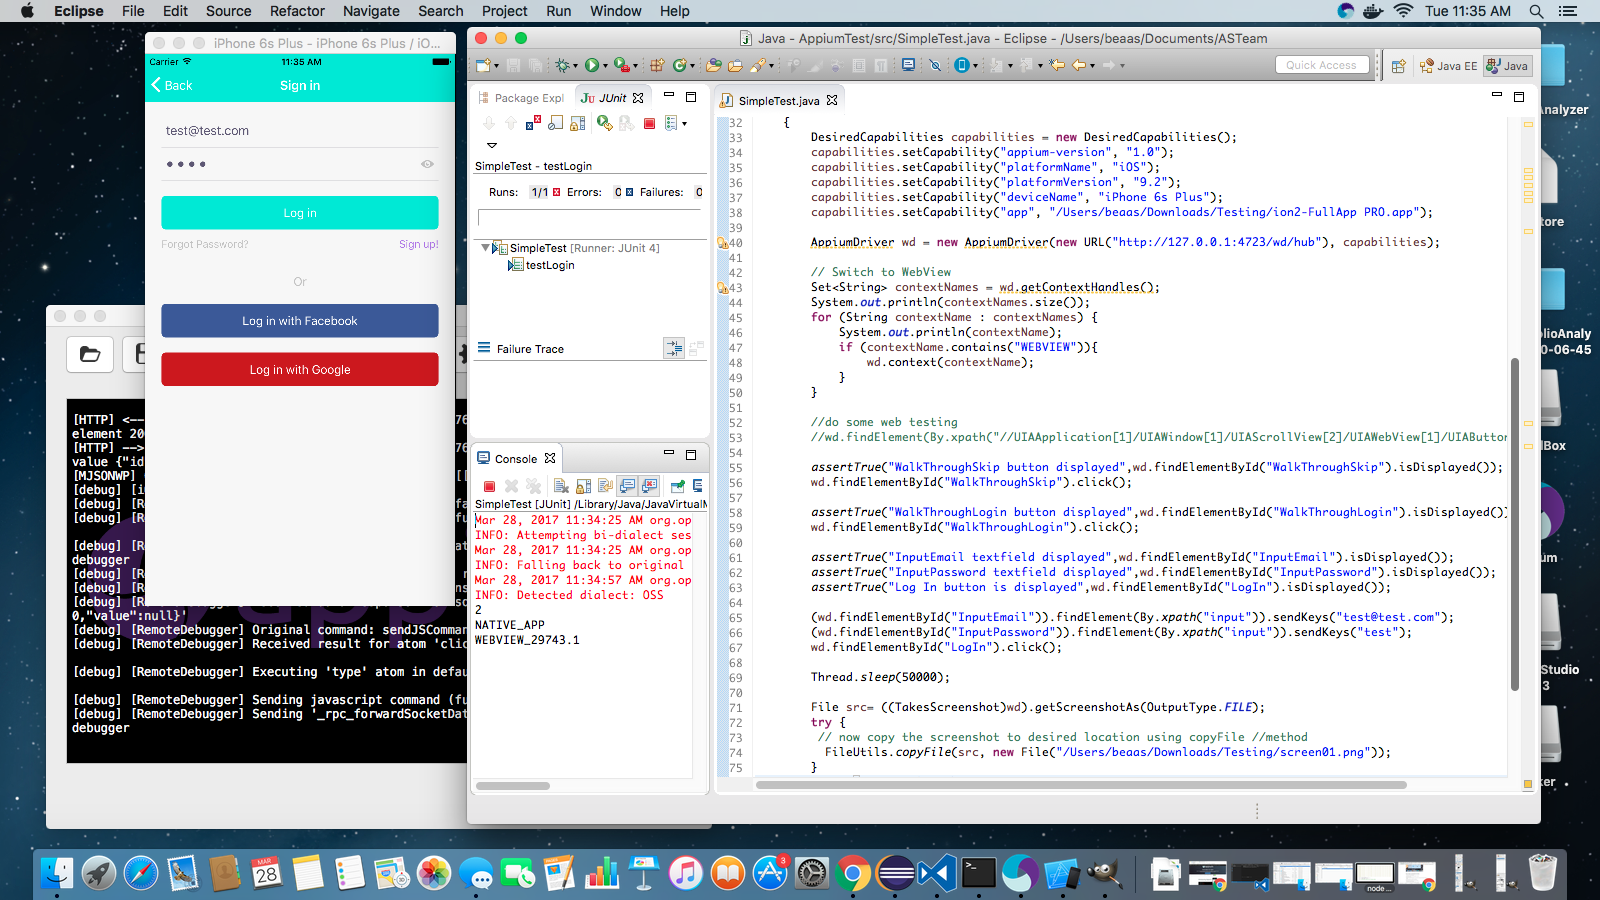 Eclipse File Edit Source Refactor Navigate Search Project Run Window Help Tue 11:35 AM
iPhone 6s Plus - iPhone 6s Plus / iO...
Carrier 11:35 AM
Back Sign in
test@test.com
Log in
Forgot Password? Sign up!
Or
Log in with Facebook
Log in with Google
[HTTP] <--
element 20
[HTTP] -->
value {"id
[MJSONWP]
[debug] [i
[debug] [R
[debug] [R
[debug] [R
debugger
[debug] [R
[debug] [R
[debug] [R
0,"value":null}'
[debug] [RemoteDebugger] Original command: sendJSComman
[debug] [RemoteDebugger] Received result for atom 'clic
[debug] [RemoteDebugger] Executing 'type' atom in defau
[debug] [RemoteDebugger] Sending javascript command (fu
[debug] [RemoteDebugger] Sending '_rpc_forwardSocketDat
debugger
Java - AppiumTest/src/SimpleTest.java - Eclipse - /Users/beaas/Documents/ASTeam
Quick Access Java EE Java
Package Expl JUnit
SimpleTest - testLogin
Runs: 1/1 Errors: 0 Failures: 0
SimpleTest [Runner: JUnit 4]
testLogin
Failure Trace
Console
SimpleTest [JUnit] /Library/Java/JavaVirtualM
Mar 28, 2017 11:34:25 AM org.op
INFO: Attempting bi-dialect ses
Mar 28, 2017 11:34:25 AM org.op
INFO: Falling back to original
Mar 28, 2017 11:34:57 AM org.op
INFO: Detected dialect: OSS
2
NATIVE_APP
WEBVIEW_29743.1
SimpleTest.java
32 {
33 DesiredCapabilities capabilities = new DesiredCapabilities();
34 capabilities.setCapability("appium-version", "1.0");
35 capabilities.setCapability("platformName", "iOS");
36 capabilities.setCapability("platformVersion", "9.2");
37 capabilities.setCapability("deviceName", "iPhone 6s Plus");
38 capabilities.setCapability("app", "/Users/beaas/Downloads/Testing/ion2-FullApp PRO.app");
39
40 AppiumDriver wd = new AppiumDriver(new URL("http://127.0.0.1:4723/wd/hub"), capabilities);
41
42 // Switch to WebView
43 Set<String> contextNames = wd.getContextHandles();
44 System.out.println(contextNames.size());
45 for (String contextName : contextNames) {
46 System.out.println(contextName);
47 if (contextName.contains("WEBVIEW")){
48 wd.context(contextName);
49 }
50 }
51
52 //do some web testing
53 //wd.findElement(By.xpath("//UIAApplication[1]/UIAWindow[1]/UIAScrollView[2]/UIAWebView[1]/UIAButton
54
55 assertTrue("WalkThroughSkip button displayed",wd.findElementById("WalkThroughSkip").isDisplayed());
56 wd.findElementById("WalkThroughSkip").click();
57
58 assertTrue("WalkThroughLogin button displayed",wd.findElementById("WalkThroughLogin").isDisplayed())
59 wd.findElementById("WalkThroughLogin").click();
60
61 assertTrue("InputEmail textfield displayed",wd.findElementById("InputEmail").isDisplayed());
62 assertTrue("InputPassword textfield displayed",wd.findElementById("InputPassword").isDisplayed());
63 assertTrue("Log In button is displayed",wd.findElementById("LogIn").isDisplayed());
64
65 (wd.findElementById("InputEmail")).findElement(By.xpath("input")).sendKeys("test@test.com");
66 (wd.findElementById("InputPassword")).findElement(By.xpath("input")).sendKeys("test");
67 wd.findElementById("LogIn").click();
68
69 Thread.sleep(50000);
70
71 File src= ((TakesScreenshot)wd).getScreenshotAs(OutputType.FILE);
72 try {
73 // now copy the screenshot to desired location using copyFile //method
74 FileUtils.copyFile(src, new File("/Users/beaas/Downloads/Testing/screen01.png"));
75 }
Analyzer
tore
olioAnaly
0-06-45
lBox
üm
Studio
3
ker
MAR
28
3
node ...